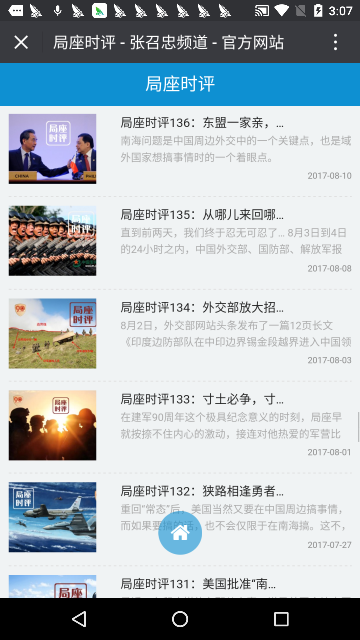 3:07
局座时评 - 张召忠频道 - 官方网站
局座时评
局座时评136：东盟一家亲，...
南海问题是中国周边外交中的一个关键点，也是域
外国家想搞事情时的一个着眼点。
2017-08-10
局座时评135：从哪儿来回哪...
直到前两天，我们终于忍无可忍了... 8月3日到4日
的24小时之内，中国外交部、国防部、解放军报
2017-08-08
局座时评134：外交部放大招...
8月2日，外交部网站头条发布了一篇12页长文
《印度边防部队在中印边界锡金段越界进入中国领
2017-08-03
局座时评133：寸土必争，寸...
在建军90周年这个极具纪念意义的时刻，局座早
就按捺不住内心的激动，接连对他热爱的军营比
2017-08-01
局座时评132：狭路相逢勇者...
重回“常态”后，美国当然又要在中国周边搞事情，
而如果要搞的话，也不会仅限于在南海搞。这不，
2017-07-27
局座时评131：美国批准“南...
局座
时评
CHINA
局座
时评
局座
时评
局座
时评
局座
时评
局座